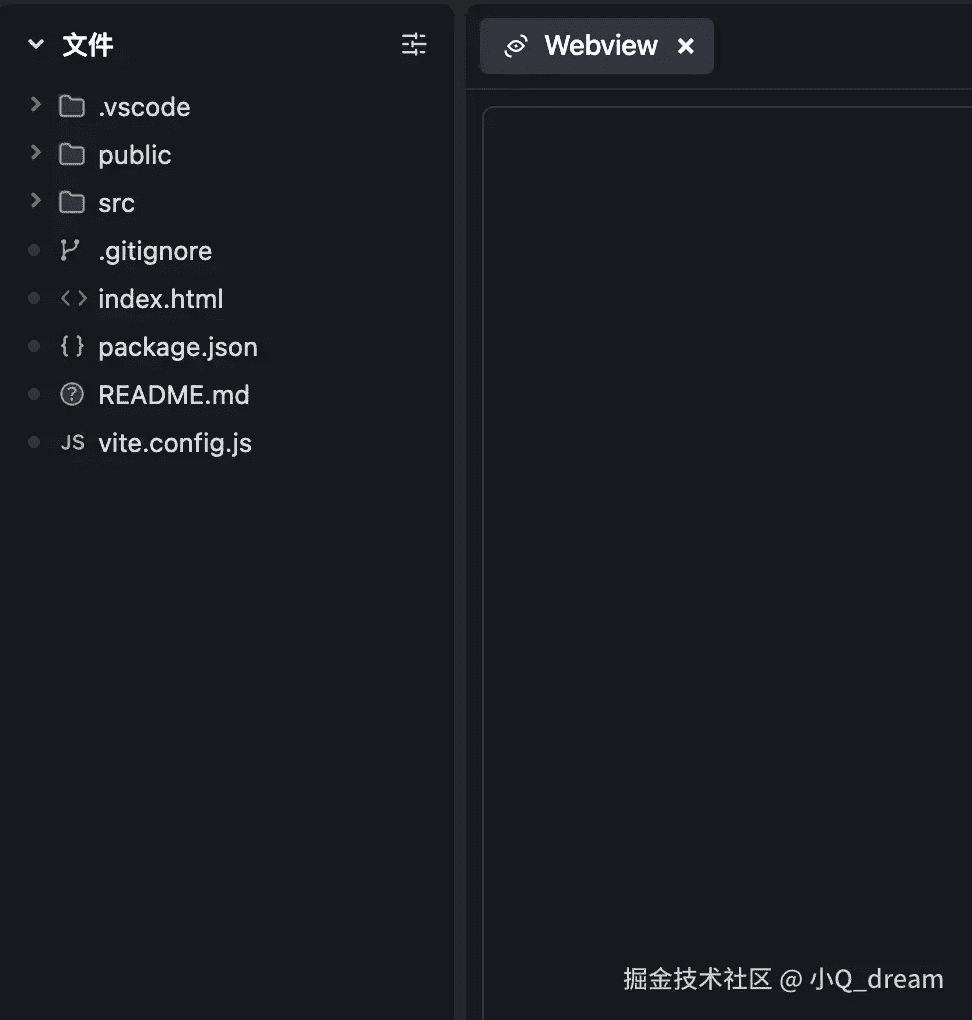 文件
.vscode
public
src
.gitignore
index.html
package.json
README.md
JS vite.config.js
Webview
掘金技术社区 @ 小Q_dream